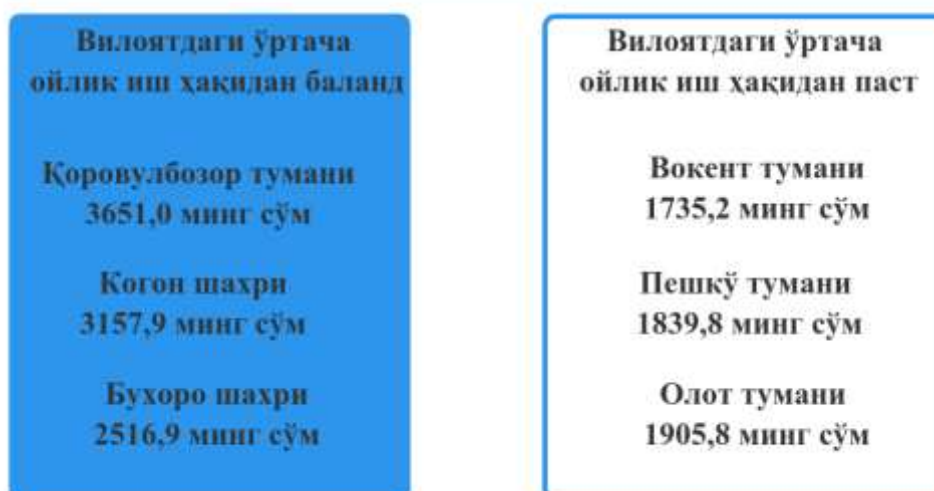 Вилоятдаги ўртача
ойлик иш ҳақидан баланд
Қоровулбозор тумани
3651,0 минг сўм
Когон шахри
3157,9 минг сўм
Бухоро шахри
2516,9 минг сўм
Вилоятдаги ўртача
ойлик иш ҳақидан паст
Вокент тумани
1735,2 минг сўм
Пешкў тумани
1839,8 минг сўм
Олот тумани
1905,8 минг сўм